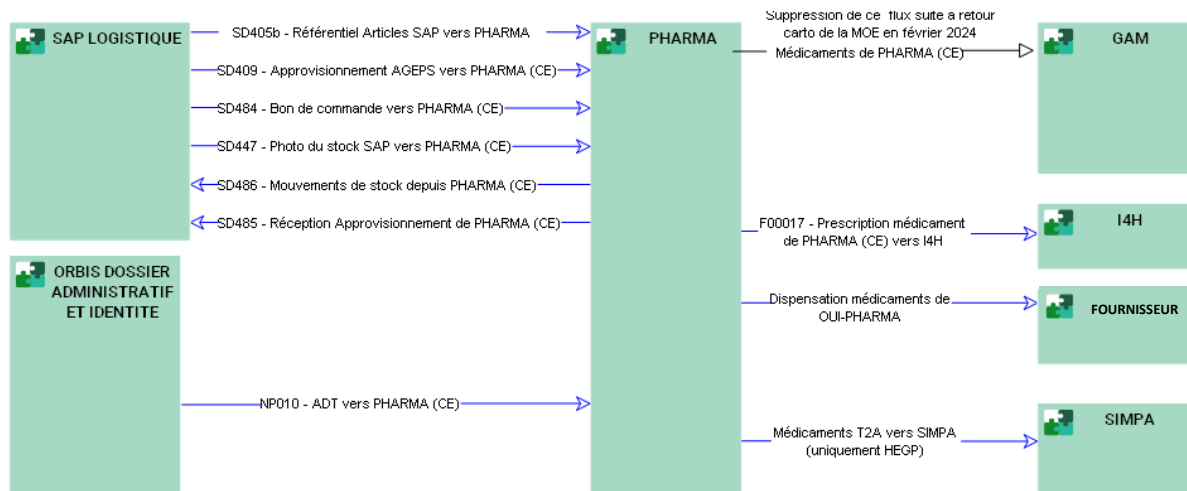 SAP LOGISTIQUE
SD405b - Référentiel Articles SAP vers PHARMA
SD409 - Approvisionnement AGEPS vers PHARMA (CE)
SD484 - Bon de commande vers PHARMA (CE)
SD447 - Photo du stock SAP vers PHARMA (CE)
SD486 - Mouvements de stock depuis PHARMA (CE)
SD485 - Réception Approvisionnement de PHARMA (CE)
ORBIS DOSSIER
ADMINISTRATIF
ET IDENTITE
NP010 - ADT vers PHARMA (CE)
PHARMA
Suppression de ce flux suite a retour
carto de la MOE en février 2024
Médicaments de PHARMA (CE)
GAM
F00017 - Prescription médicament
de PHARMA (CE) vers I4H
I4H
Dispensation médicaments de
OUI-PHARMA
FOURNISSEUR
Médicaments T2A vers SIMPA
(uniquement HEGP)
SIMPA